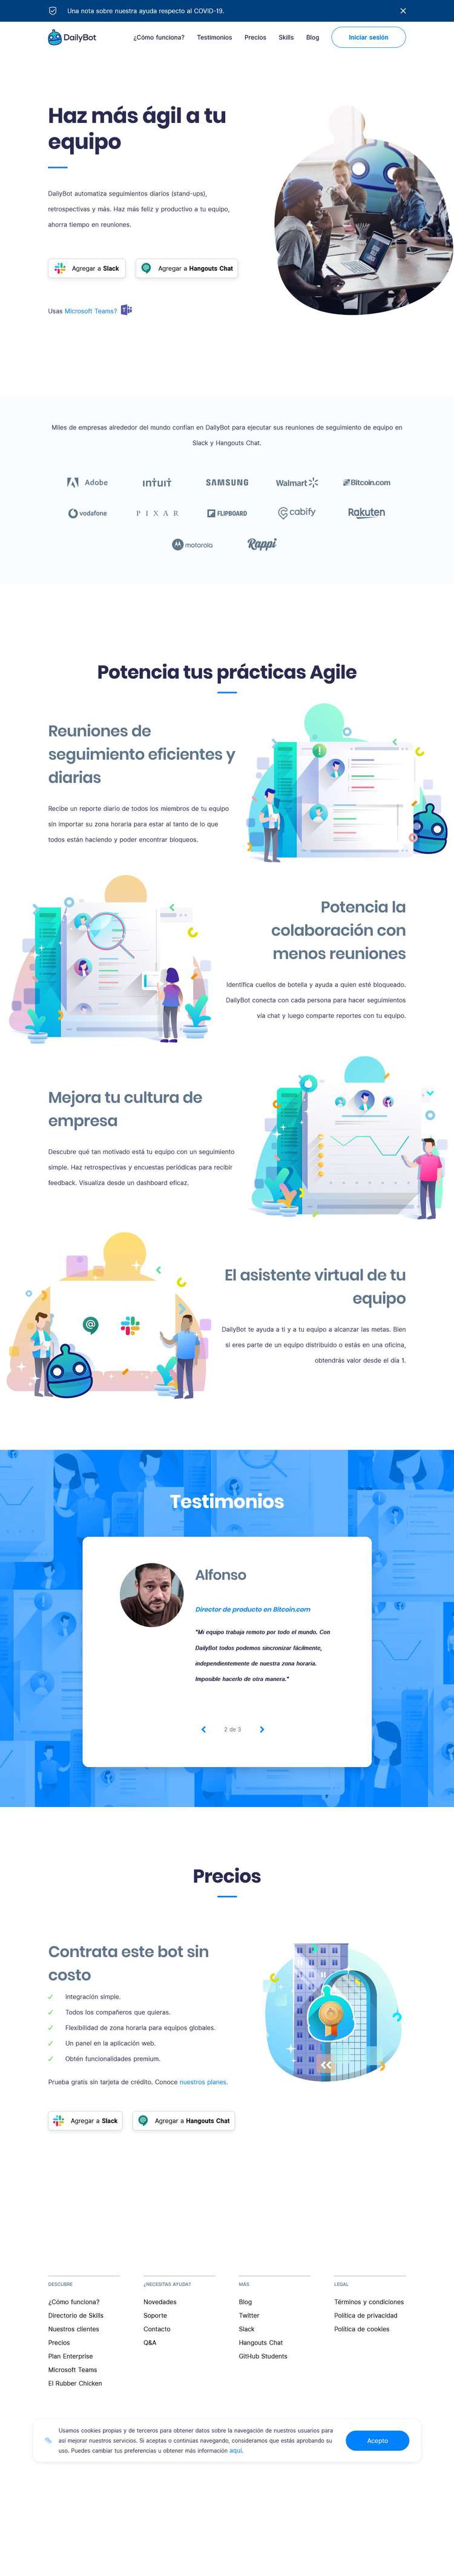 Una nota sobre nuestra ayuda respecto al COVID-19.
DailyBot
¿Cómo funciona? Testimonios Precios Skills Blog Iniciar sesión
Haz más ágil a tu
equipo
DailyBot automatiza seguimientos diarios (stand-ups),
retrospectivas y más. Haz más feliz y productivo a tu equipo,
ahorra tiempo en reuniones.
Agregar a Slack Agregar a Hangouts Chat
Usas Microsoft Teams?
Miles de empresas alrededor del mundo confían en DailyBot para ejecutar sus reuniones de seguimiento de equipo en
Slack y Hangouts Chat.
Adobe intuit SAMSUNG Walmart Bitcoin.com
vodafone PIXAR FLIPBOARD cabify Rakuten
motorola Rappi
Potencia tus prácticas Agile
Reuniones de
seguimiento eficientes y
diarias
Recibe un reporte diario de todos los miembros de tu equipo
sin importar su zona horaria para estar al tanto de lo que
todos están haciendo y poder encontrar bloqueos.
Potencia la
colaboración con
menos reuniones
Identifica cuellos de botella y ayuda a quien esté bloqueado.
DailyBot conecta con cada persona para hacer seguimientos
vía chat y luego comparte reportes con tu equipo.
Mejora tu cultura de
empresa
Descubre qué tan motivado está tu equipo con un seguimiento
simple. Haz retrospectivas y encuestas periódicas para recibir
feedback. Visualiza desde un dashboard eficaz.
El asistente virtual de tu
equipo
DailyBot te ayuda a ti y a tu equipo a alcanzar las metas. Bien
si eres parte de un equipo distribuido o estás en una oficina,
obtendrás valor desde el día 1.
Testimonios
Alfonso
Director de producto en Bitcoin.com
"Mi equipo trabaja remoto por todo el mundo. Con
DailyBot todos podemos sincronizar fácilmente,
independientemente de nuestra zona horaria.
Imposible hacerlo de otra manera."
2 de 3
Precios
Contrata este bot sin
costo
Integración simple.
Todos los compañeros que quieras.
Flexibilidad de zona horaria para equipos globales.
Un panel en la aplicación web.
Obtén funcionalidades premium.
Prueba gratis sin tarjeta de crédito. Conoce nuestros planes.
Agregar a Slack Agregar a Hangouts Chat
DESCUBRE
¿Cómo funciona?
Directorio de Skills
Nuestros clientes
Precios
Plan Enterprise
Microsoft Teams
El Rubber Chicken
¿NECESITAS AYUDA?
Novedades
Soporte
Contacto
Q&A
MÁS
Blog
Twitter
Slack
Hangouts Chat
GitHub Students
LEGAL
Términos y condiciones
Política de privacidad
Política de cookies
Usamos cookies propias y de terceros para obtener datos sobre la navegación de nuestros usuarios para
así mejorar nuestros servicios. Si aceptas o continúas navegando, consideramos que estás aprobando su
uso. Puedes cambiar tus preferencias u obtener más información aquí.
Acepto